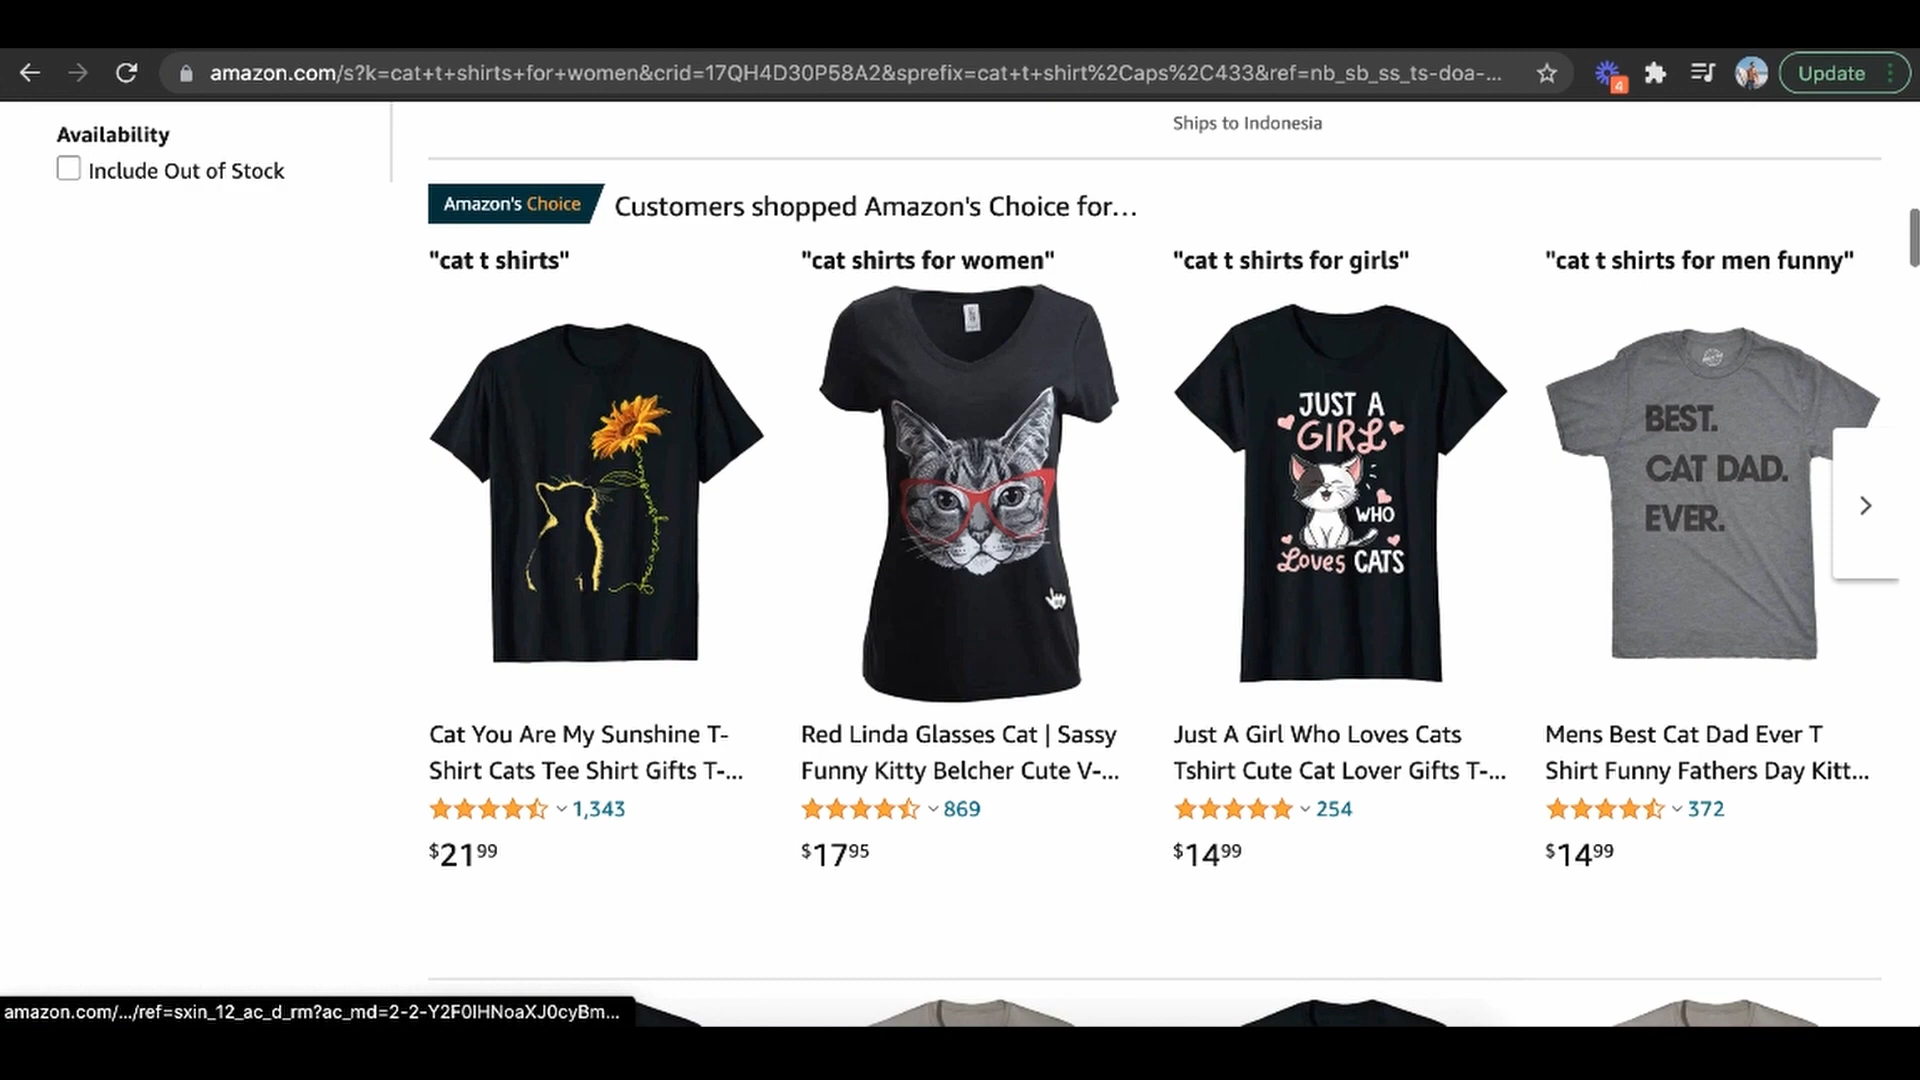 amazon.com/s?k=cat+t+shirts+for+women&crid=17QH4D30P58A2&sprefix=cat+t+shirt%2Caps%2C433&ref=nb_sb_ss_ts-doa-...
4
Update
Availability
Include Out of Stock
Ships to Indonesia
Amazon's Choice
Customers shopped Amazon's Choice for…
"cat t shirts"
"cat shirts for women"
"cat t shirts for girls"
"cat t shirts for men funny"
JUST A
GIRL
WHO
Loves CATS
BEST.
CAT DAD.
EVER.
Cat You Are My Sunshine T-
Shirt Cats Tee Shirt Gifts T-...
1,343
$21 99
Red Linda Glasses Cat | Sassy
Funny Kitty Belcher Cute V-...
869
$17 95
Just A Girl Who Loves Cats
Tshirt Cute Cat Lover Gifts T-...
254
$14 99
Mens Best Cat Dad Ever T
Shirt Funny Fathers Day Kitt...
372
$14 99
amazon.com/.../ref=sxin_12_ac_d_rm?ac_md=2-2-Y2F0IHNoaXJ0cyBm...